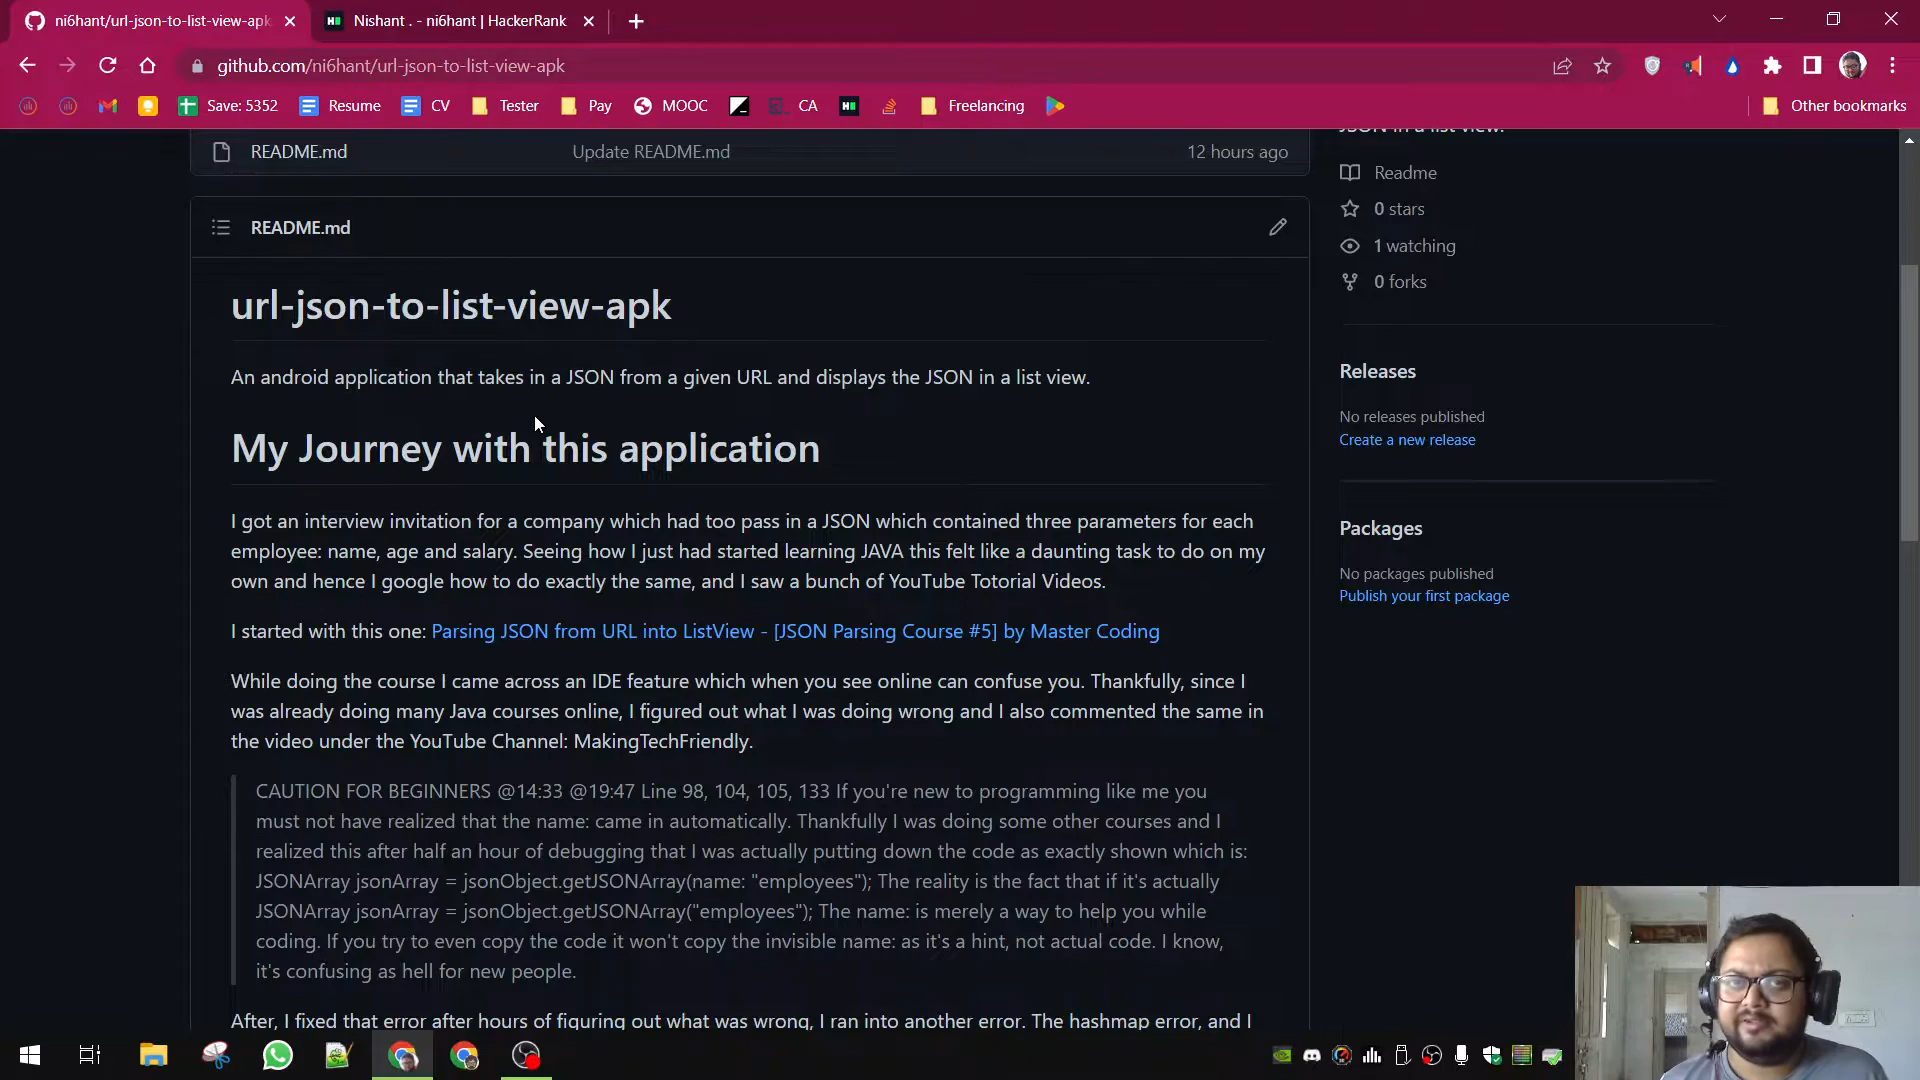 ni6hant/url-json-to-list-view-apk
Nishant . - ni6hant | HackerRank
github.com/ni6hant/url-json-to-list-view-apk
Save: 5352
Resume
CV
Tester
Pay
MOOC
CA
Freelancing
Other bookmarks
README.md
Update README.md
12 hours ago
JSON in a list view.
Readme
0 stars
1 watching
0 forks
README.md
url-json-to-list-view-apk
An android application that takes in a JSON from a given URL and displays the JSON in a list view.
My Journey with this application
I got an interview invitation for a company which had too pass in a JSON which contained three parameters for each
employee: name, age and salary. Seeing how I just had started learning JAVA this felt like a daunting task to do on my
own and hence I google how to do exactly the same, and I saw a bunch of YouTube Totorial Videos.
I started with this one: Parsing JSON from URL into ListView - [JSON Parsing Course #5] by Master Coding
While doing the course I came across an IDE feature which when you see online can confuse you. Thankfully, since I
was already doing many Java courses online, I figured out what I was doing wrong and I also commented the same in
the video under the YouTube Channel: MakingTechFriendly.
CAUTION FOR BEGINNERS @14:33 @19:47 Line 98, 104, 105, 133 If you're new to programming like me you
must not have realized that the name: came in automatically. Thankfully I was doing some other courses and I
realized this after half an hour of debugging that I was actually putting down the code as exactly shown which is:
JSONArray jsonArray = jsonObject.getJSONArray(name: "employees"); The reality is the fact that if it's actually
JSONArray jsonArray = jsonObject.getJSONArray("employees"); The name: is merely a way to help you while
coding. If you try to even copy the code it won't copy the invisible name: as it's a hint, not actual code. I know,
it's confusing as hell for new people.
After, I fixed that error after hours of figuring out what was wrong, I ran into another error. The hashmap error, and I
Releases
No releases published
Create a new release
Packages
No packages published
Publish your first package